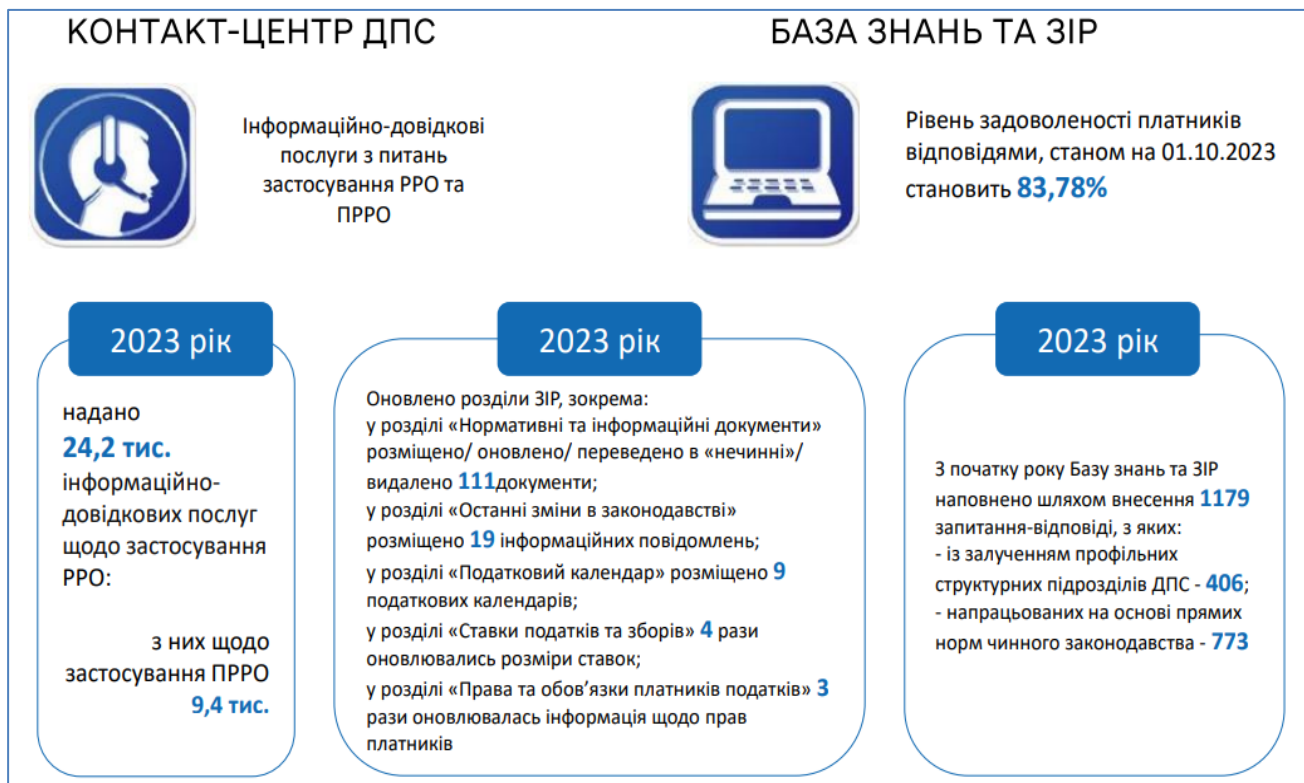 КОНТАКТ-ЦЕНТР ДПС
БАЗА ЗНАНЬ ТА ЗІР
Інформаційно-довідкові
послуги з питань
застосування РРО та
ПРРО
Рівень задоволеності платників
відповідями, станом на 01.10.2023
становить 83,78%
2023 рік
надано
24,2 тис.
інформаційно-
довідкових послуг
щодо застосування
РРО:
з них щодо
застосування ПРРО
9,4 тис.
2023 рік
Оновлено розділи ЗІР, зокрема:
у розділі «Нормативні та інформаційні документи»
розміщено/ оновлено/ переведено в «нечинні»/
видалено 111документи;
у розділі «Останні зміни в законодавстві»
розміщено 19 інформаційних повідомлень;
у розділі «Податковий календар» розміщено 9
податкових календарів;
у розділі «Ставки податків та зборів» 4 рази
оновлювались розміри ставок;
у розділі «Права та обов’язки платників податків» 3
рази оновлювалась інформація щодо прав
платників
2023 рік
З початку року Базу знань та ЗІР
наповнено шляхом внесення 1179
запитання-відповіді, з яких:
- із залученням профільних
структурних підрозділів ДПС - 406;
- напрацьованих на основі прямих
норм чинного законодавства - 773